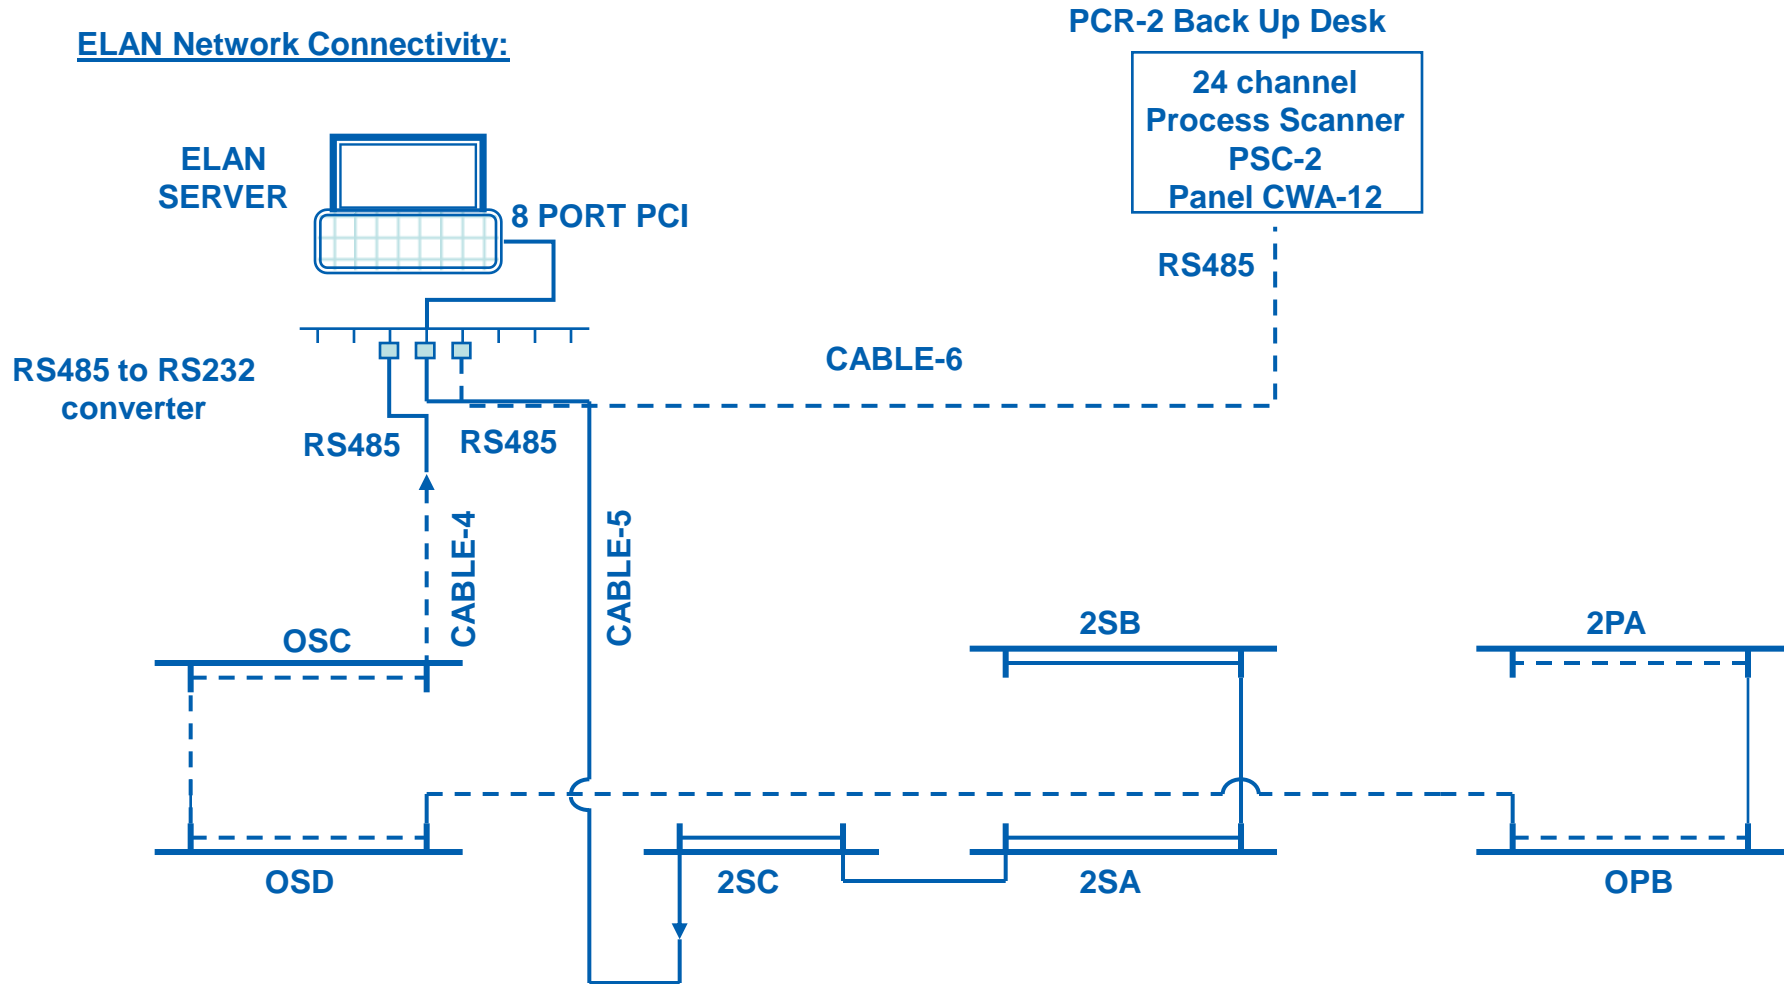 PCR-2 Back Up Desk
ELAN Network Connectivity:
24 channel
Process Scanner
PSC-2
Panel CWA-12
ELAN
SERVER
8 PORT PCI
RS485
RS485 to RS232
converter
CABLE-6
RS485
RS485
CABLE-4
CABLE-5
OSC
2SB
2PA
OSD
2SC
2SA
OPB